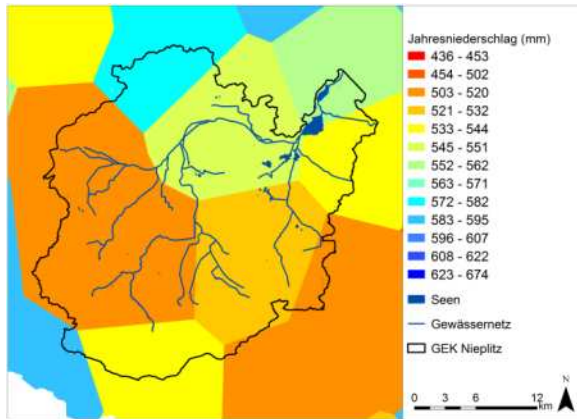 Jahresniederschlag (mm)
436 - 453
454 - 502
503 - 520
521 - 532
533 - 544
545 - 551
552 - 562
563 - 571
572 - 582
583 - 595
596 - 607
608 - 622
623 - 674
Seen
Gewässernetz
GEK Nieplitz
0 3 6 12
km
N